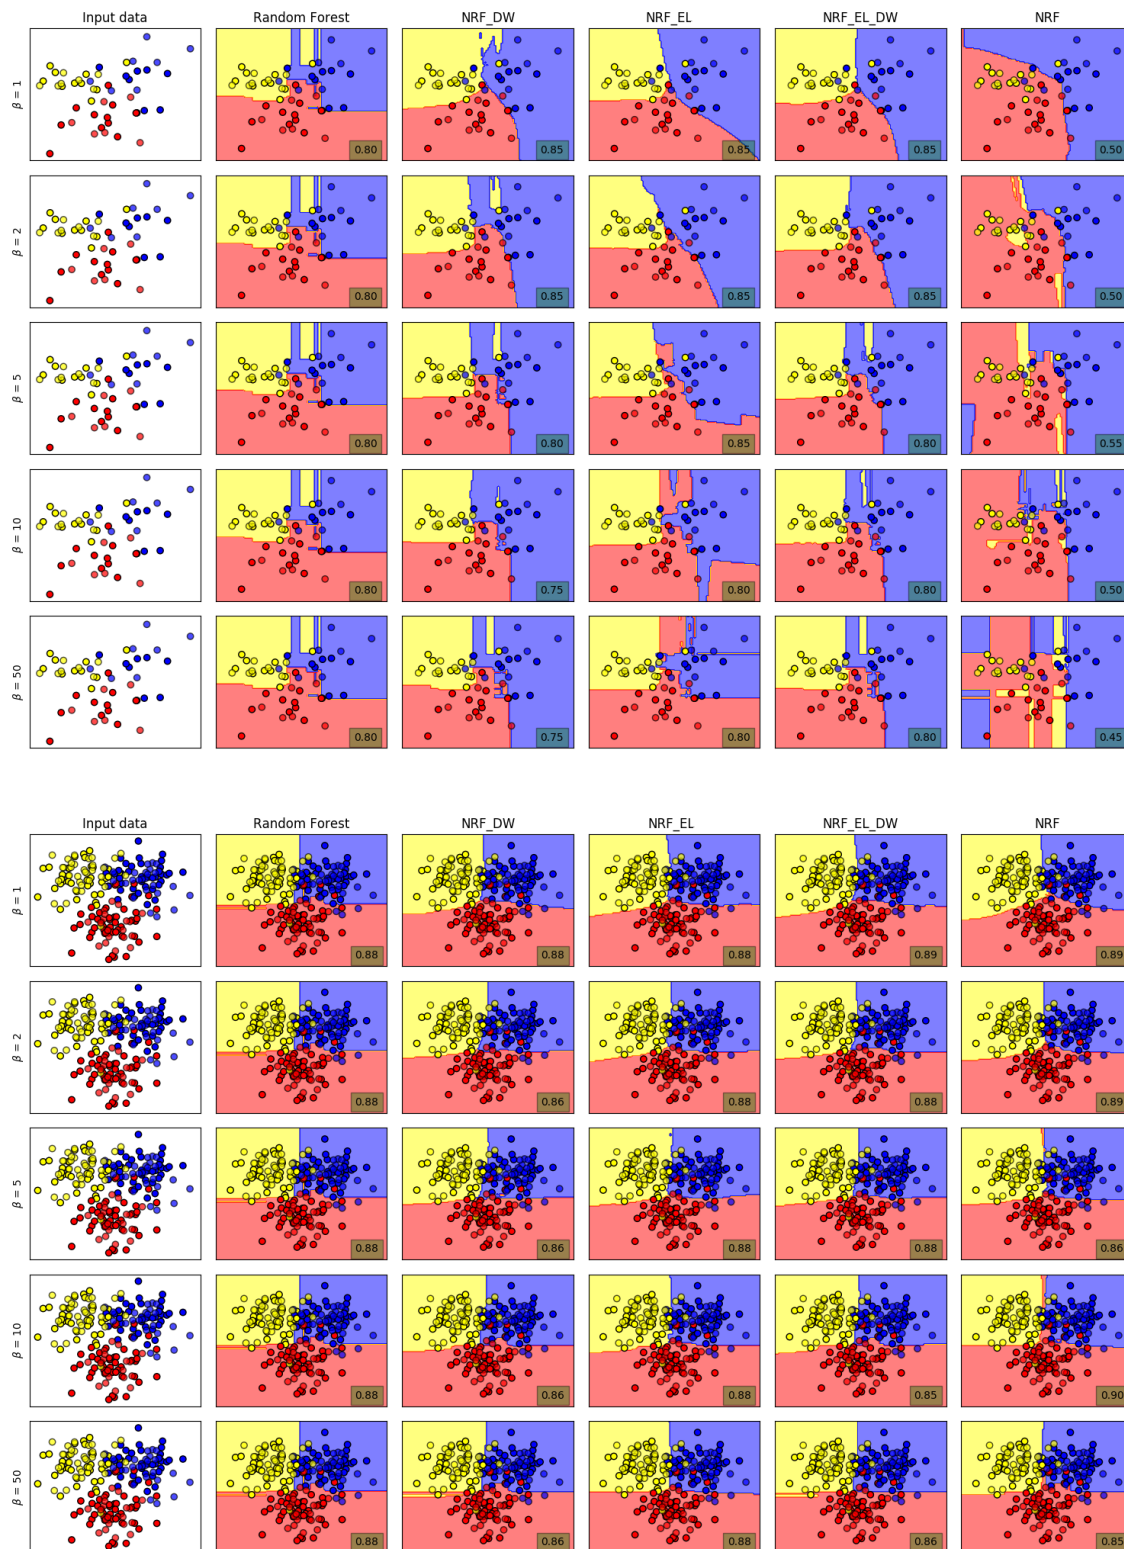 Input data Random Forest NRF_DW NRF_EL NRF_EL_DW NRF
β = 1 0.80 0.85 0.85 0.85 0.50
β = 2 0.80 0.85 0.85 0.85 0.50
β = 5 0.80 0.80 0.85 0.80 0.55
β = 10 0.80 0.75 0.80 0.80 0.50
β = 50 0.80 0.75 0.80 0.80 0.45
Input data Random Forest NRF_DW NRF_EL NRF_EL_DW NRF
β = 1 0.88 0.88 0.88 0.89 0.89
β = 2 0.88 0.86 0.88 0.88 0.89
β = 5 0.88 0.86 0.88 0.88 0.86
β = 10 0.88 0.86 0.88 0.85 0.90
β = 50 0.88 0.86 0.88 0.86 0.85